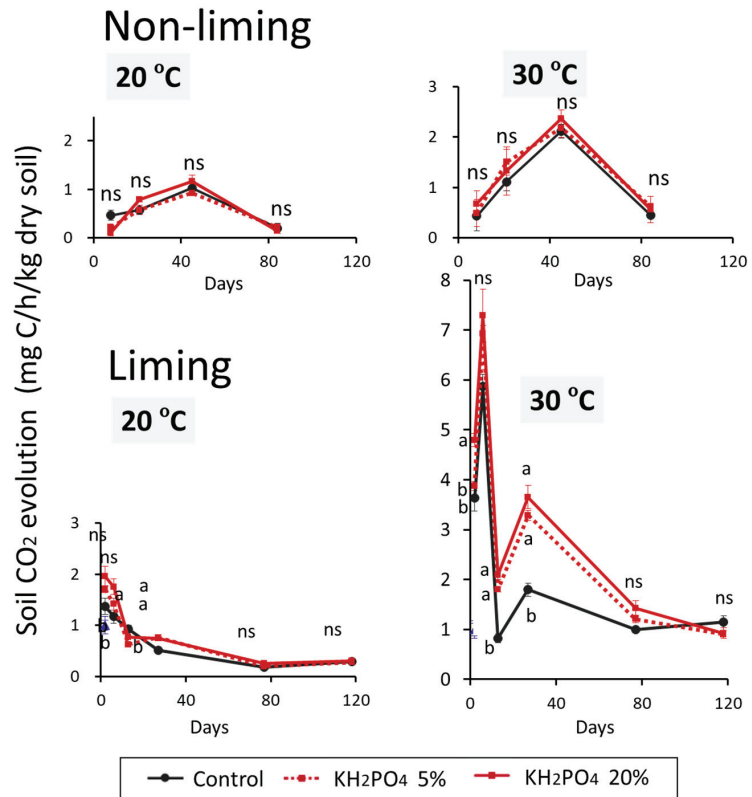 Non-liming
20 °C
30 °C
Soil CO2 evolution (mg C/h/kg dry soil)
2
1
0
ns
ns
ns
ns
0
40
80
120
Days
3
2
1
0
ns
ns
ns
ns
0
40
80
120
Days
Liming
20 °C
30 °C
3
2
1
0
ns
ns
a
a
a
b
b
ns
ns
0
20
40
60
80
100
120
Days
8
7
6
5
4
3
2
1
0
ns
a
b
b
a
a
a
a
b
b
ns
ns
0
40
80
120
Days
Control
KH2PO4 5%
KH2PO4 20%